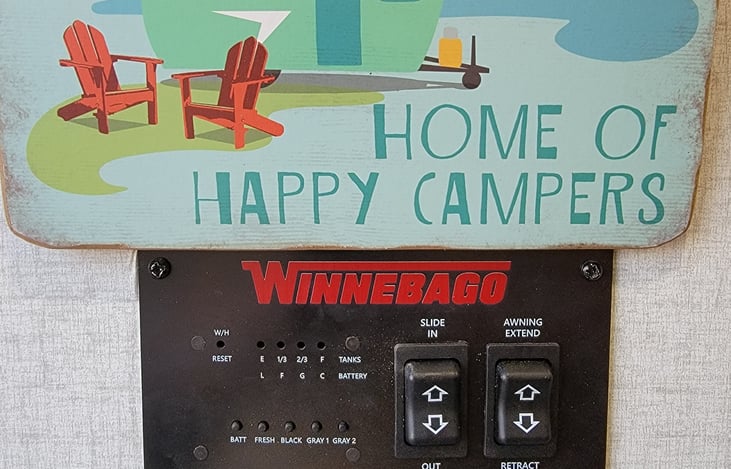 HOME OF
HAPPY CAMPERS
WINNEBAGO
W/H
RESET
E 1/3 2/3 F TANKS
L F G C BATTERY
BATT FRESH BLACK GRAY 1 GRAY 2
SLIDE
IN
OUT
AWNING
EXTEND
RETRACT